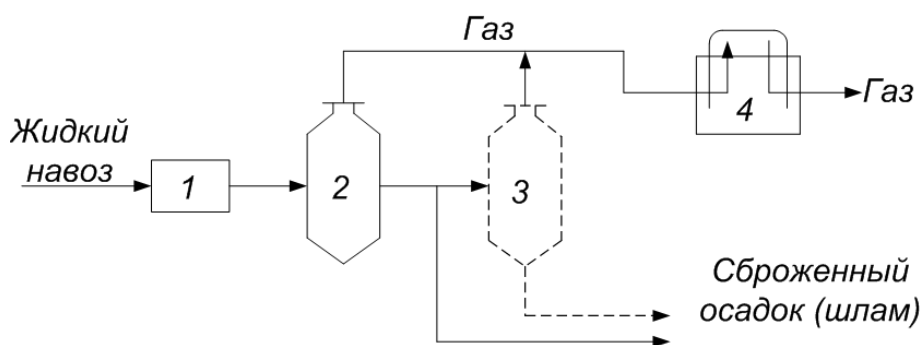 Газ
4
Газ
Жидкий
навоз
1
2
3
Сброженный
осадок (шлам)